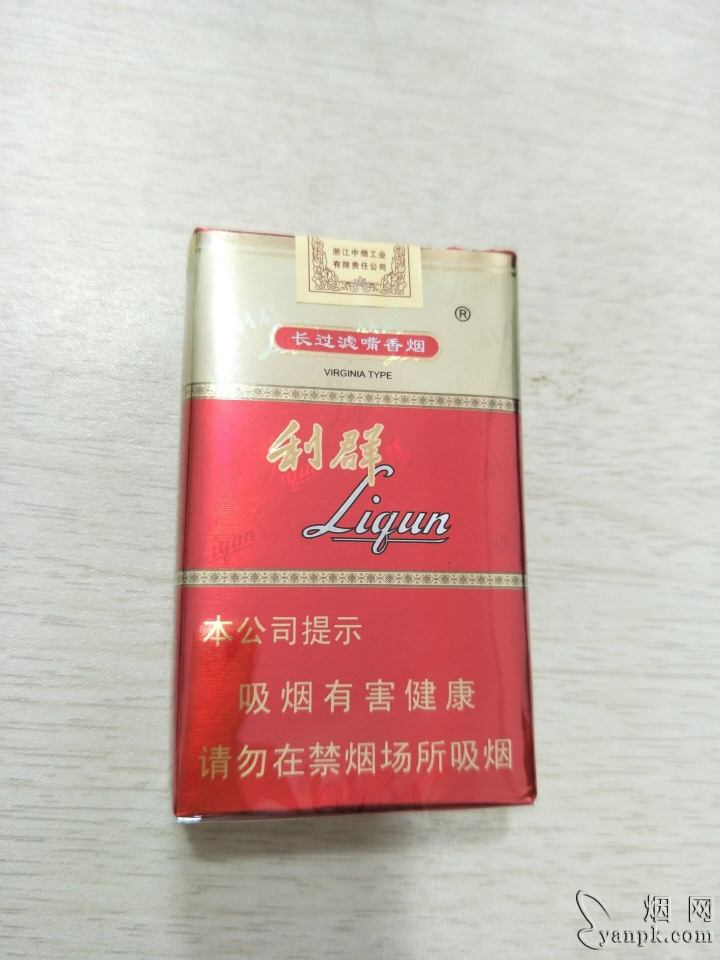 浙江中烟工业
有限责任公司
®
长过滤嘴香烟
VIRGINIA TYPE
利群
Liqun
Liqun
本公司提示
吸烟有害健康
请勿在禁烟场所吸烟
烟网
yanpk.com